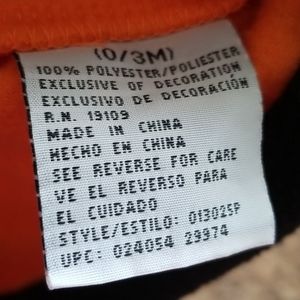 (0/3M)
100% POLYESTER/POLIESTER
EXCLUSIVE OF DECORATION
EXCLUSIVO DE DECORACIÓN
R.N. 19109
MADE IN CHINA
HECHO EN CHINA
SEE REVERSE FOR CARE
VE EL REVERSO PARA
EL CUIDADO
STYLE/ESTILO: 013025P
UPC: 024054 29974